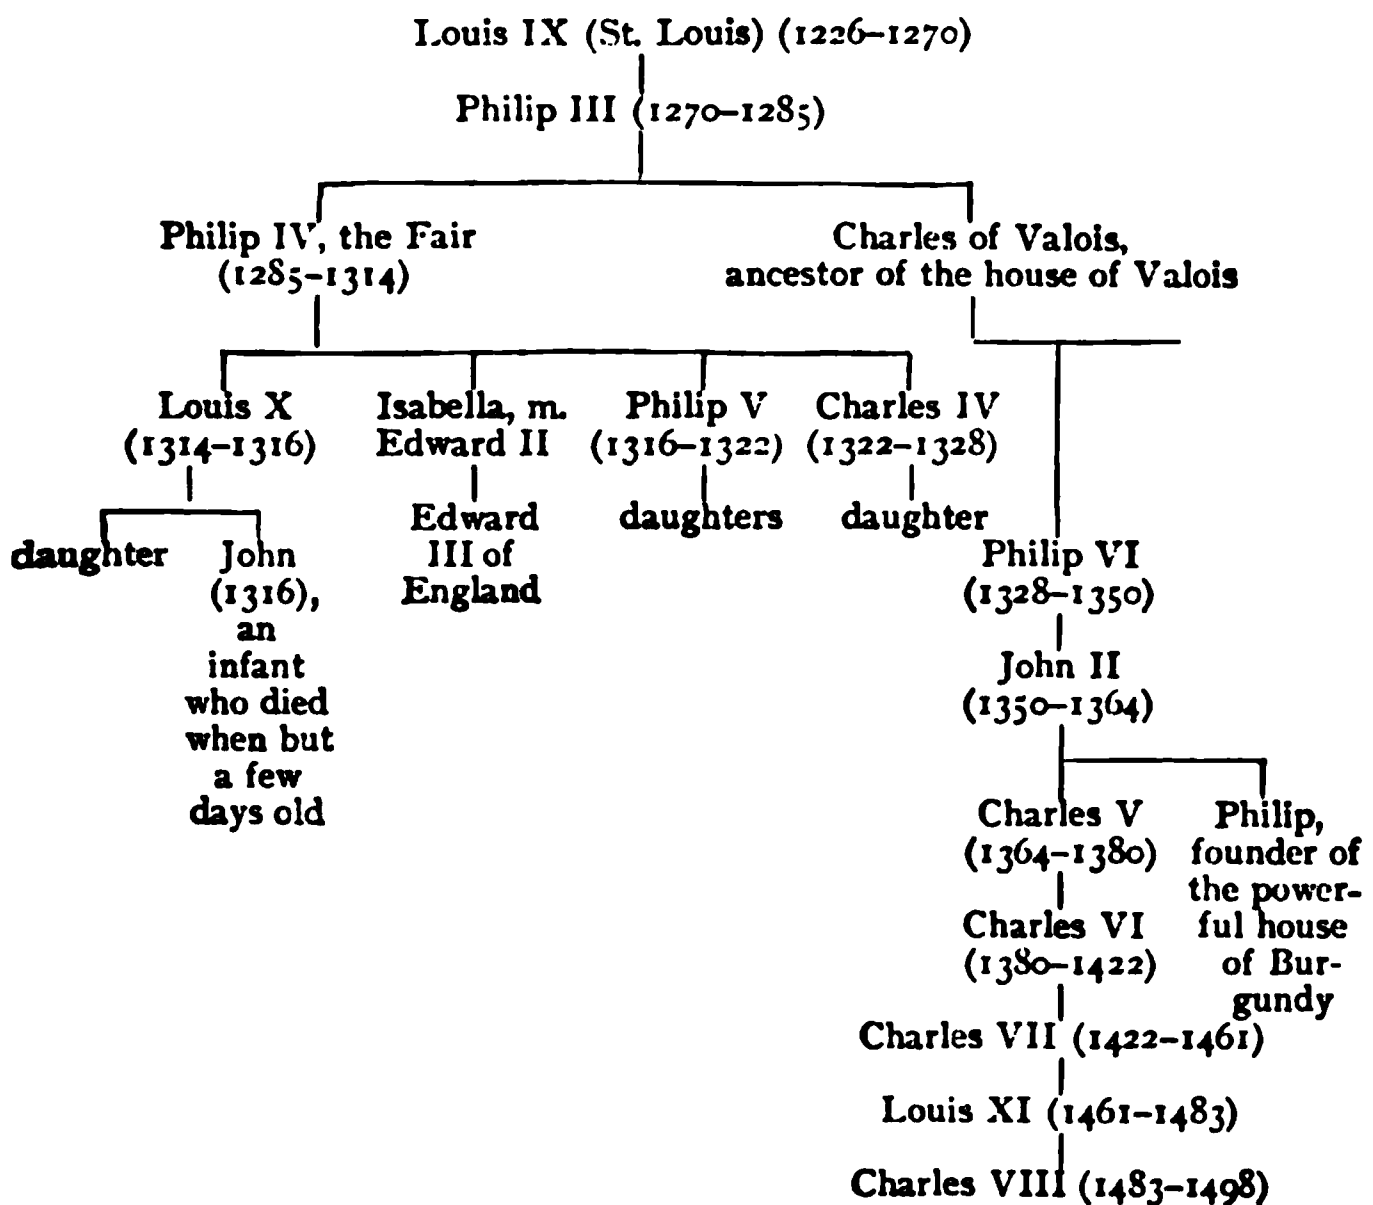 Louis IX (St. Louis) (1226–1270)
Philip III (1270–1285)
Philip IV, the Fair
(1285–1314)
Charles of Valois,
ancestor of the house of Valois
Louis X
(1314–1316)
Isabella, m.
Edward II
Philip V
(1316–1322)
Charles IV
(1322–1328)
daughter
John
(1316),
an
infant
who died
when but
a few
days old
Edward
III of
England
daughters
daughter
Philip VI
(1328–1350)
John II
(1350–1364)
Charles V
(1364–1380)
Philip,
founder of
the power-
ful house
of Bur-
gundy
Charles VI
(1380–1422)
Charles VII (1422–1461)
Louis XI (1461–1483)
Charles VIII (1483–1498)